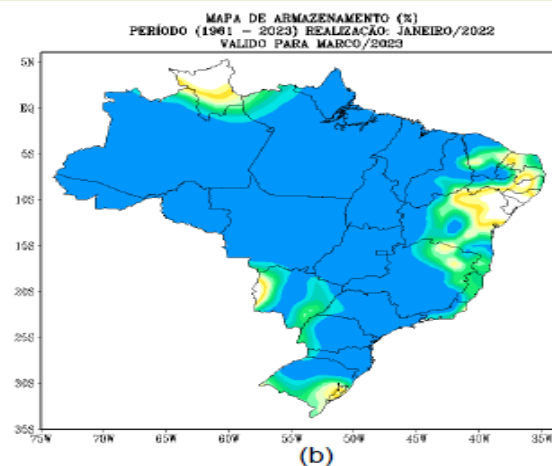 MAPA DE ARMAZENAMENTO (%)
PERÍODO (1961 - 2023) REALIZAÇÃO: JANEIRO/2022
VALIDO PARA MARCO/2023
5N
EQ
5S
10S
15S
20S
25S
30S
35S
75W 70W 65W 60W 55W 50W 45W 40W 35W
(b)